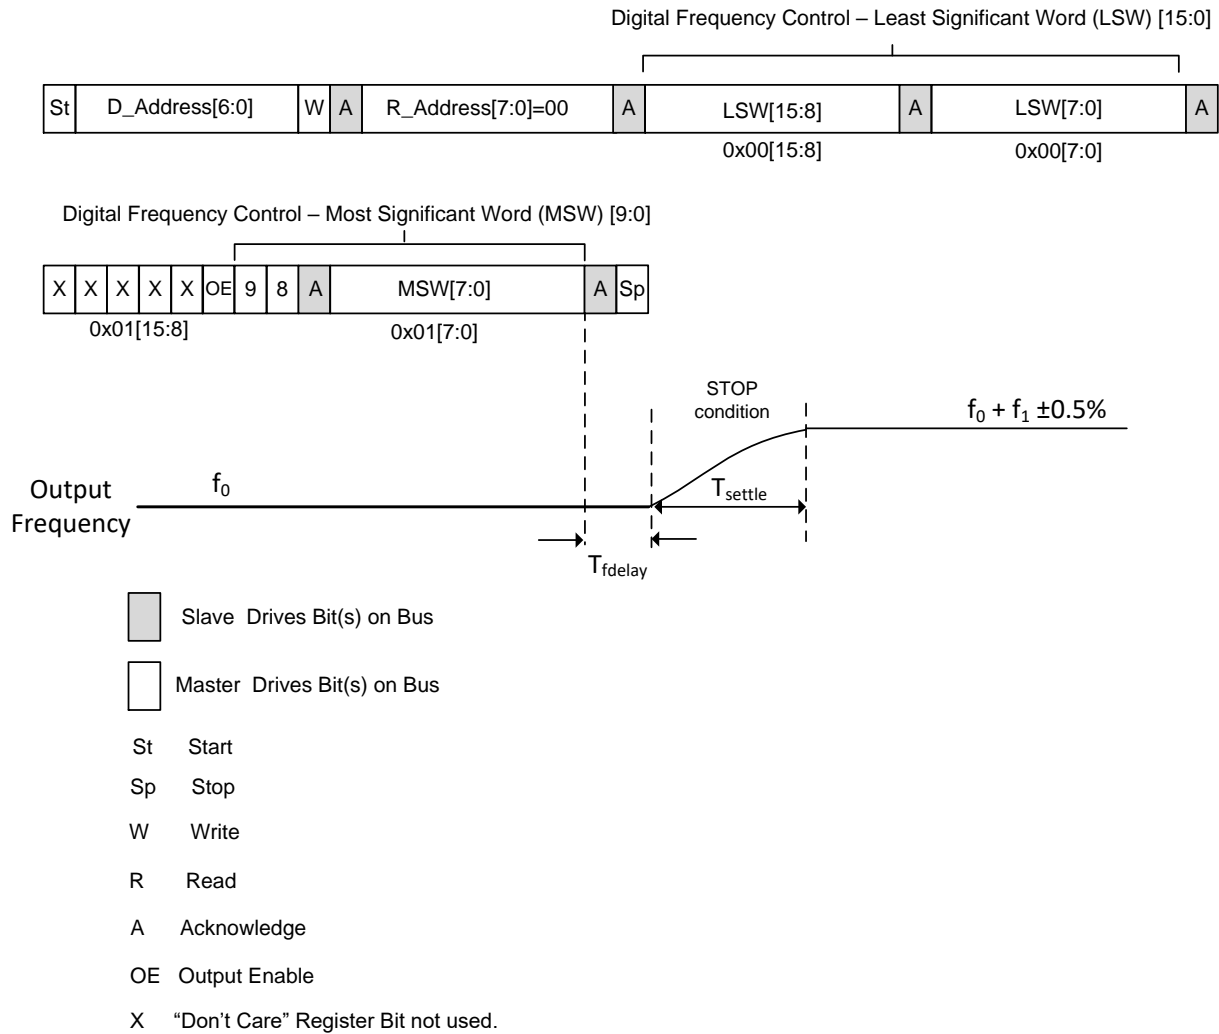 Digital Frequency Control – Least Significant Word (LSW) [15:0]
St D_Address[6:0] W A R_Address[7:0]=00 A LSW[15:8] A LSW[7:0] A
0x00[15:8] 0x00[7:0]
Digital Frequency Control – Most Significant Word (MSW) [9:0]
X X X X X OE 9 8 A MSW[7:0] A Sp
0x01[15:8] 0x01[7:0]
STOP
condition
f0 + f1 ±0.5%
f0
Output
Frequency
Tsettle
Tfdelay
Slave Drives Bit(s) on Bus
Master Drives Bit(s) on Bus
St Start
Sp Stop
W Write
R Read
A Acknowledge
OE Output Enable
X “Don’t Care” Register Bit not used.